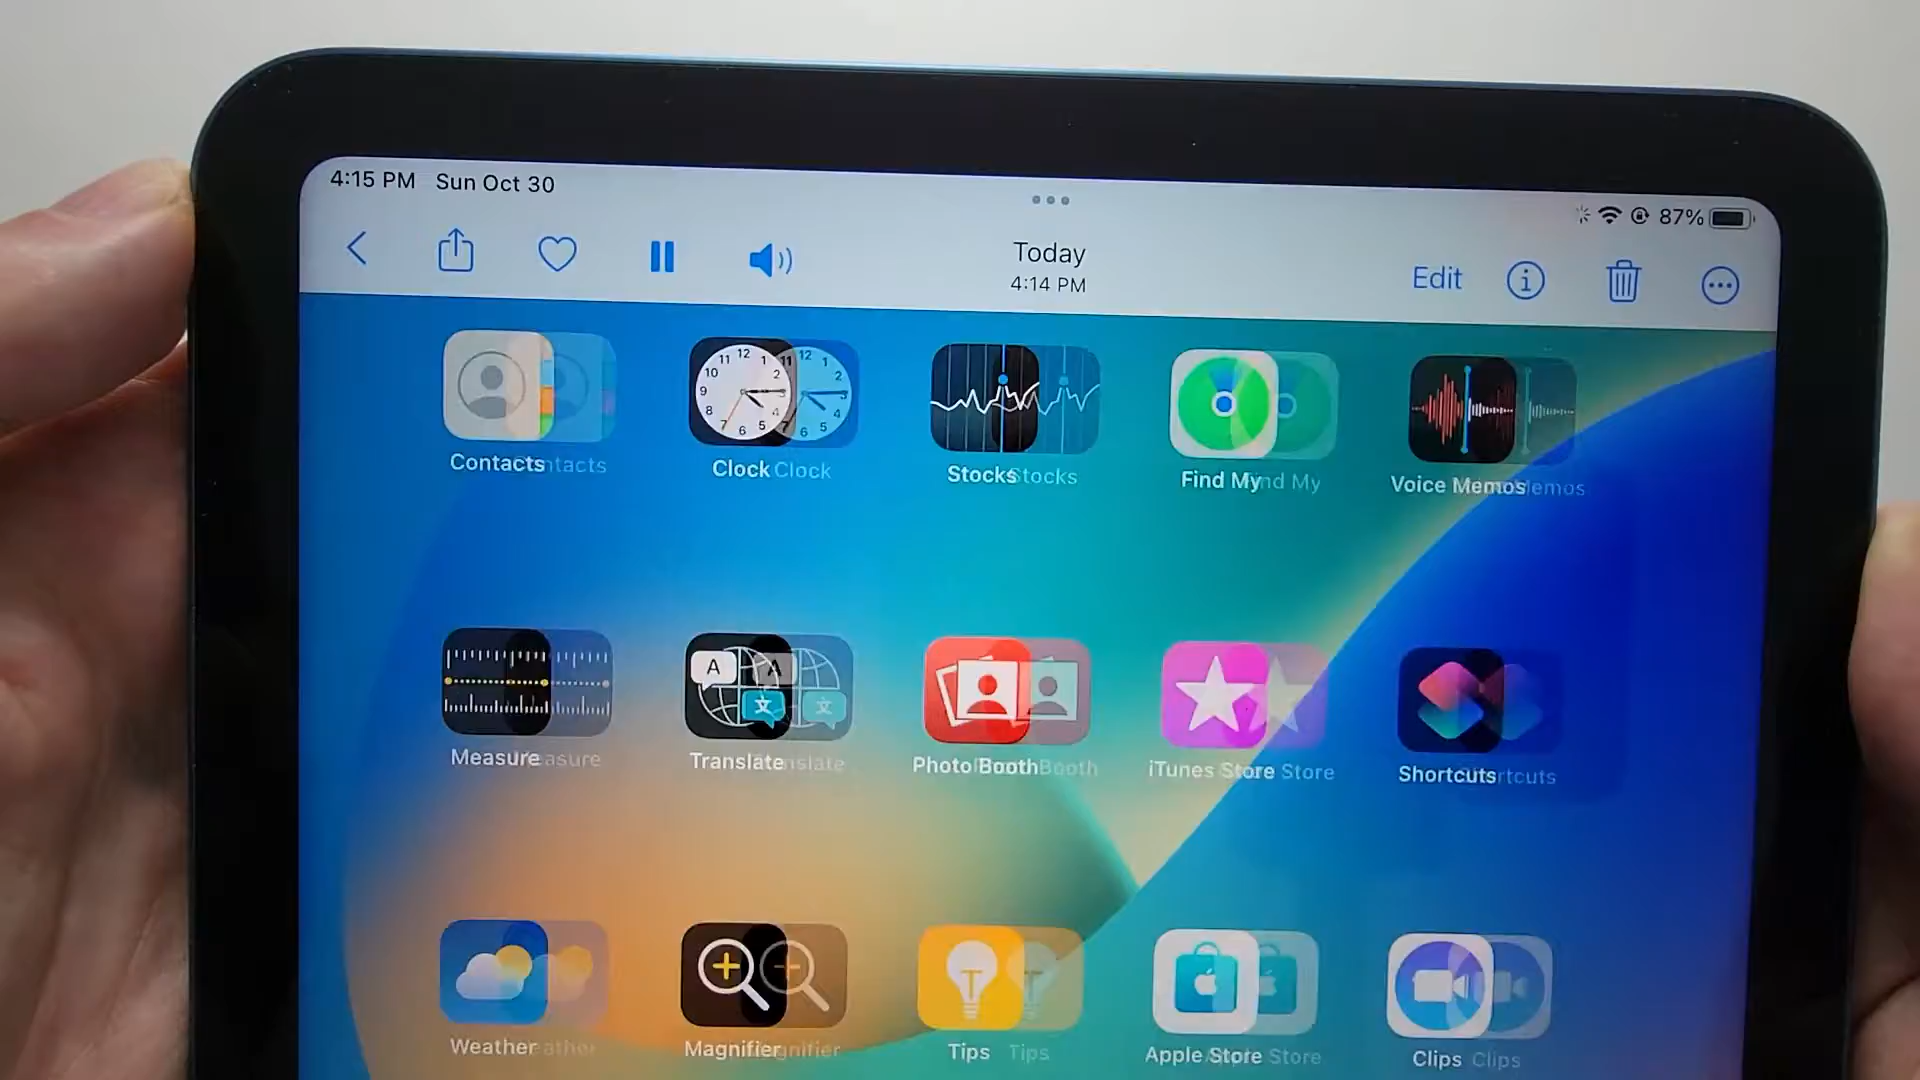 4:15 PM Sun Oct 30
87%
Today
4:14 PM
Edit
Contacts Clock Stocks Find My Voice Memos
Measure Translate Photo Booth iTunes Store Shortcuts
Weather Magnifier Tips Apple Store Clips